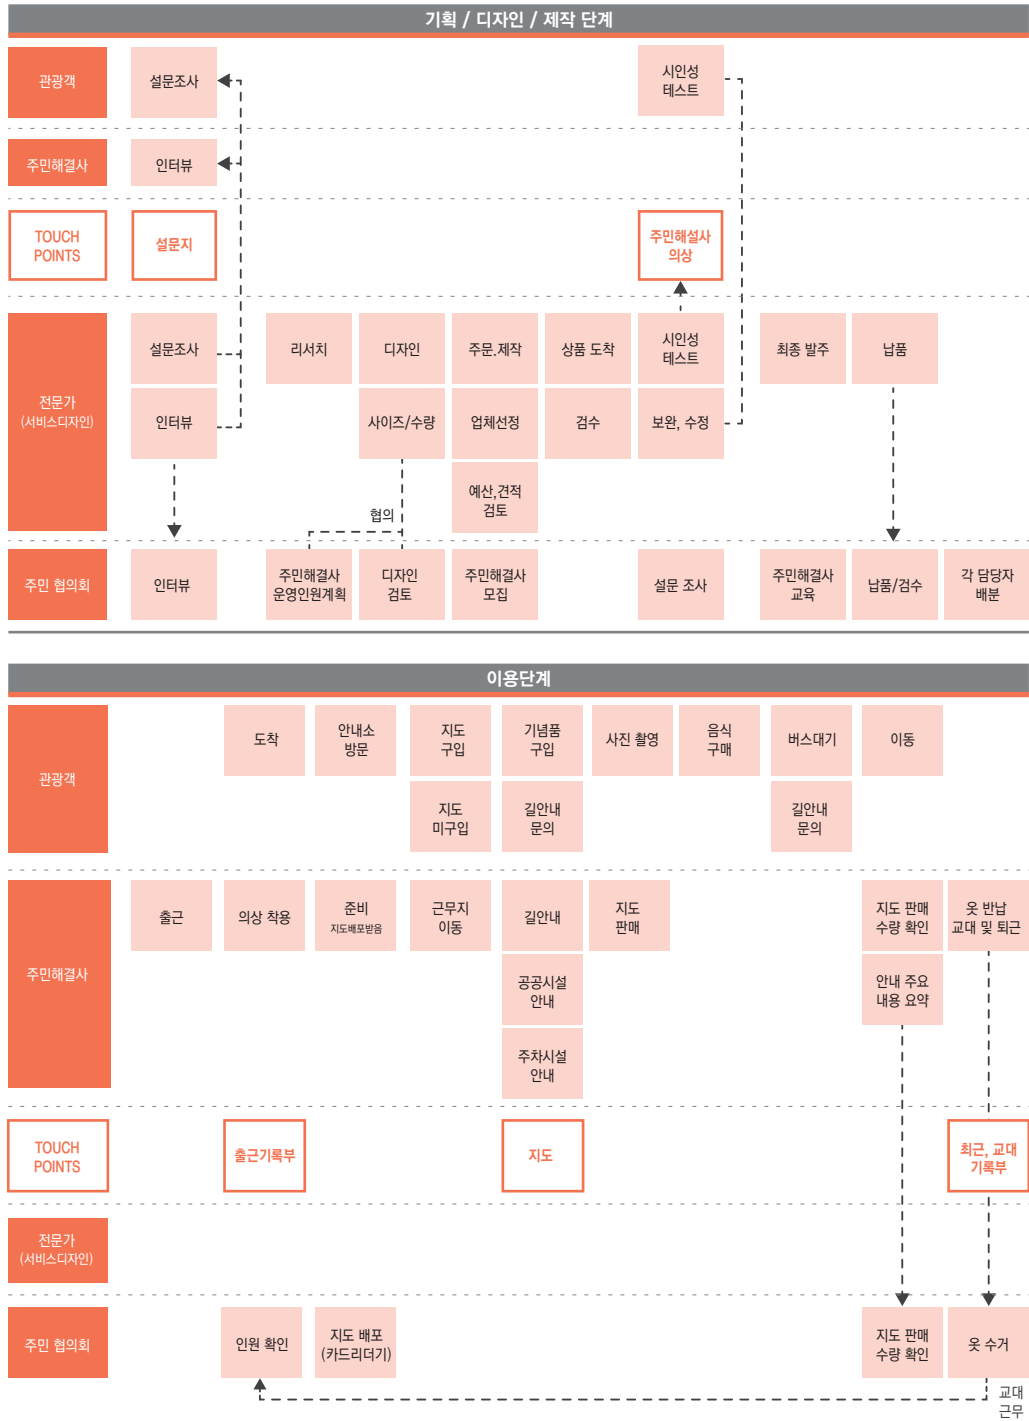 기획 / 디자인 / 제작 단계
관광객
설문조사
시인성
테스트
주민해결사
인터뷰
TOUCH
POINTS
설문지
주민해설사
의상
전문가
(서비스디자인)
설문조사
리서치
디자인
주문.제작
상품 도착
시인성
테스트
최종 발주
납품
인터뷰
사이즈/수량
업체선정
검수
보완, 수정
예산,견적
검토
협의
주민 협의회
인터뷰
주민해결사
운영인원계획
디자인
검토
주민해결사
모집
설문 조사
주민해결사
교육
납품/검수
각 담당자
배분
이용단계
관광객
도착
안내소
방문
지도
구입
기념품
구입
사진 촬영
음식
구매
버스대기
이동
지도
미구입
길안내
문의
길안내
문의
주민해결사
출근
의상 착용
준비
지도배포받음
근무지
이동
길안내
지도
판매
지도 판매
수량 확인
옷 반납
교대 및 퇴근
공공시설
안내
안내 주요
내용 요약
주차시설
안내
TOUCH
POINTS
출근기록부
지도
최근, 교대
기록부
전문가
(서비스디자인)
주민 협의회
인원 확인
지도 배포
(카드리더기)
지도 판매
수량 확인
옷 수거
교대
근무